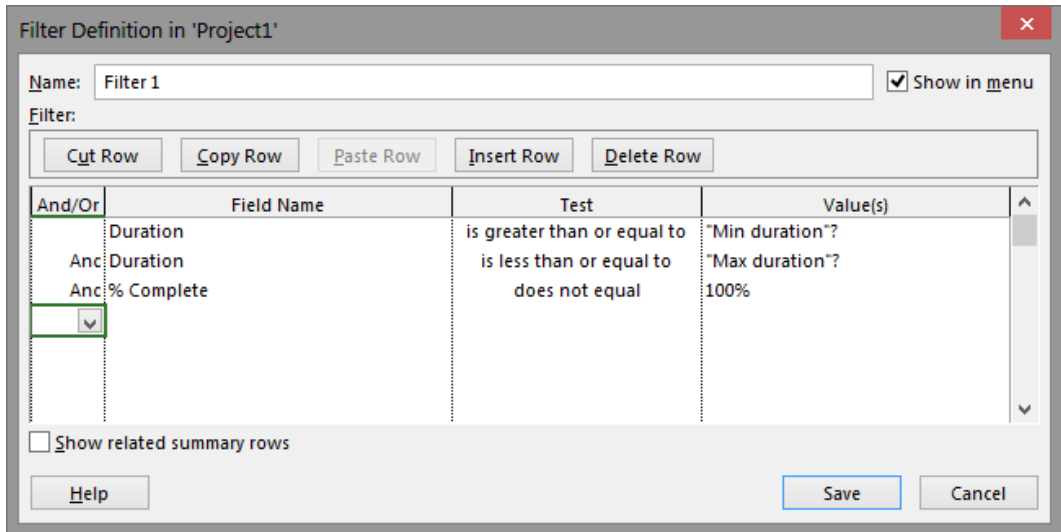 Filter Definition in 'Project1'
Name: Filter 1 Show in menu
Filter:
Cut Row Copy Row Paste Row Insert Row Delete Row
And/Or Field Name Test Value(s)
Duration is greater than or equal to "Min duration"?
Anc Duration is less than or equal to "Max duration"?
Anc % Complete does not equal 100%
Show related summary rows
Help Save Cancel